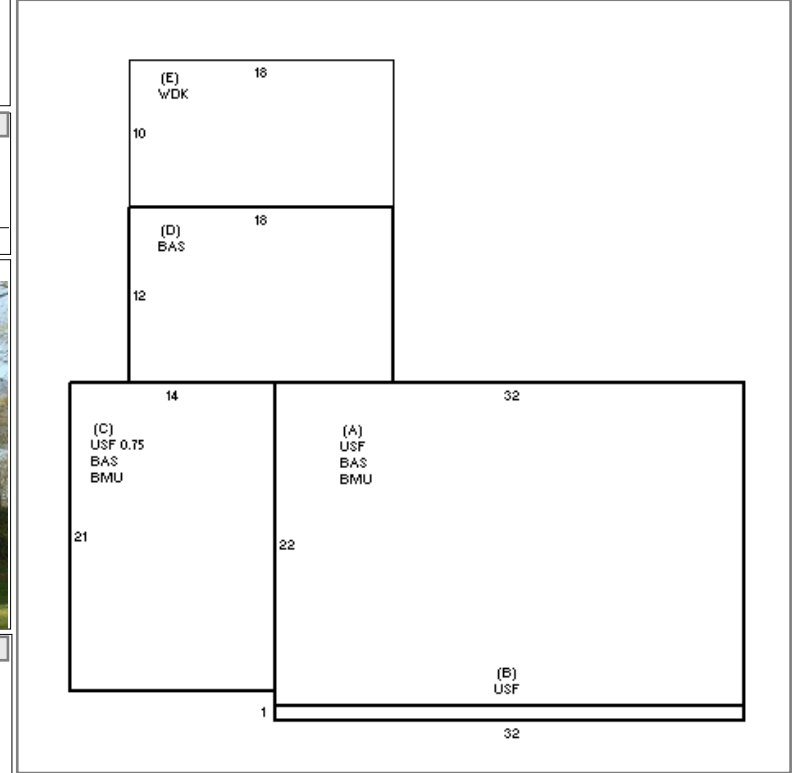 (E)
WDK
18
10
(D)
BAS
18
12
14
(C)
USF 0.75
BAS
BMU
21
32
(A)
USF
BAS
BMU
22
(B)
USF
1
32